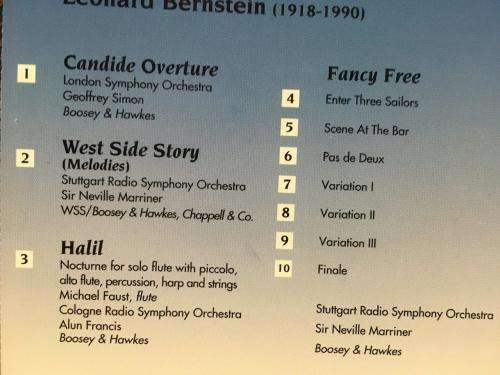 Leonard Bernstein (1918-1990)
1
Candide Overture
London Symphony Orchestra
Geoffrey Simon
Boosey & Hawkes
2
West Side Story
(Melodies)
Stuttgart Radio Symphony Orchestra
Sir Neville Marriner
WSS/Boosey & Hawkes, Chappell & Co.
3
Halil
Nocturne for solo flute with piccolo,
alto flute, percussion, harp and strings
Michael Faust, flute
Cologne Radio Symphony Orchestra
Alun Francis
Boosey & Hawkes
Fancy Free
4 Enter Three Sailors
5 Scene At The Bar
6 Pas de Deux
7 Variation I
8 Variation II
9 Variation III
10 Finale
Stuttgart Radio Symphony Orchestra
Sir Neville Marriner
Boosey & Hawkes